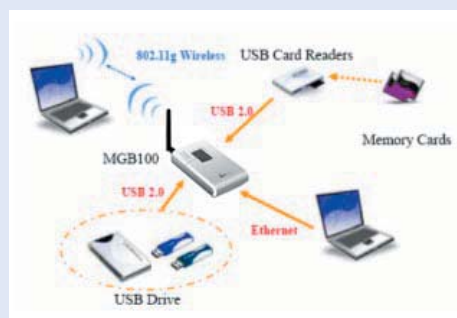 802.11g Wireless
USB Card Readers
USB 2.0
Memory Cards
MGB100
USB 2.0
Ethernet
USB Drive